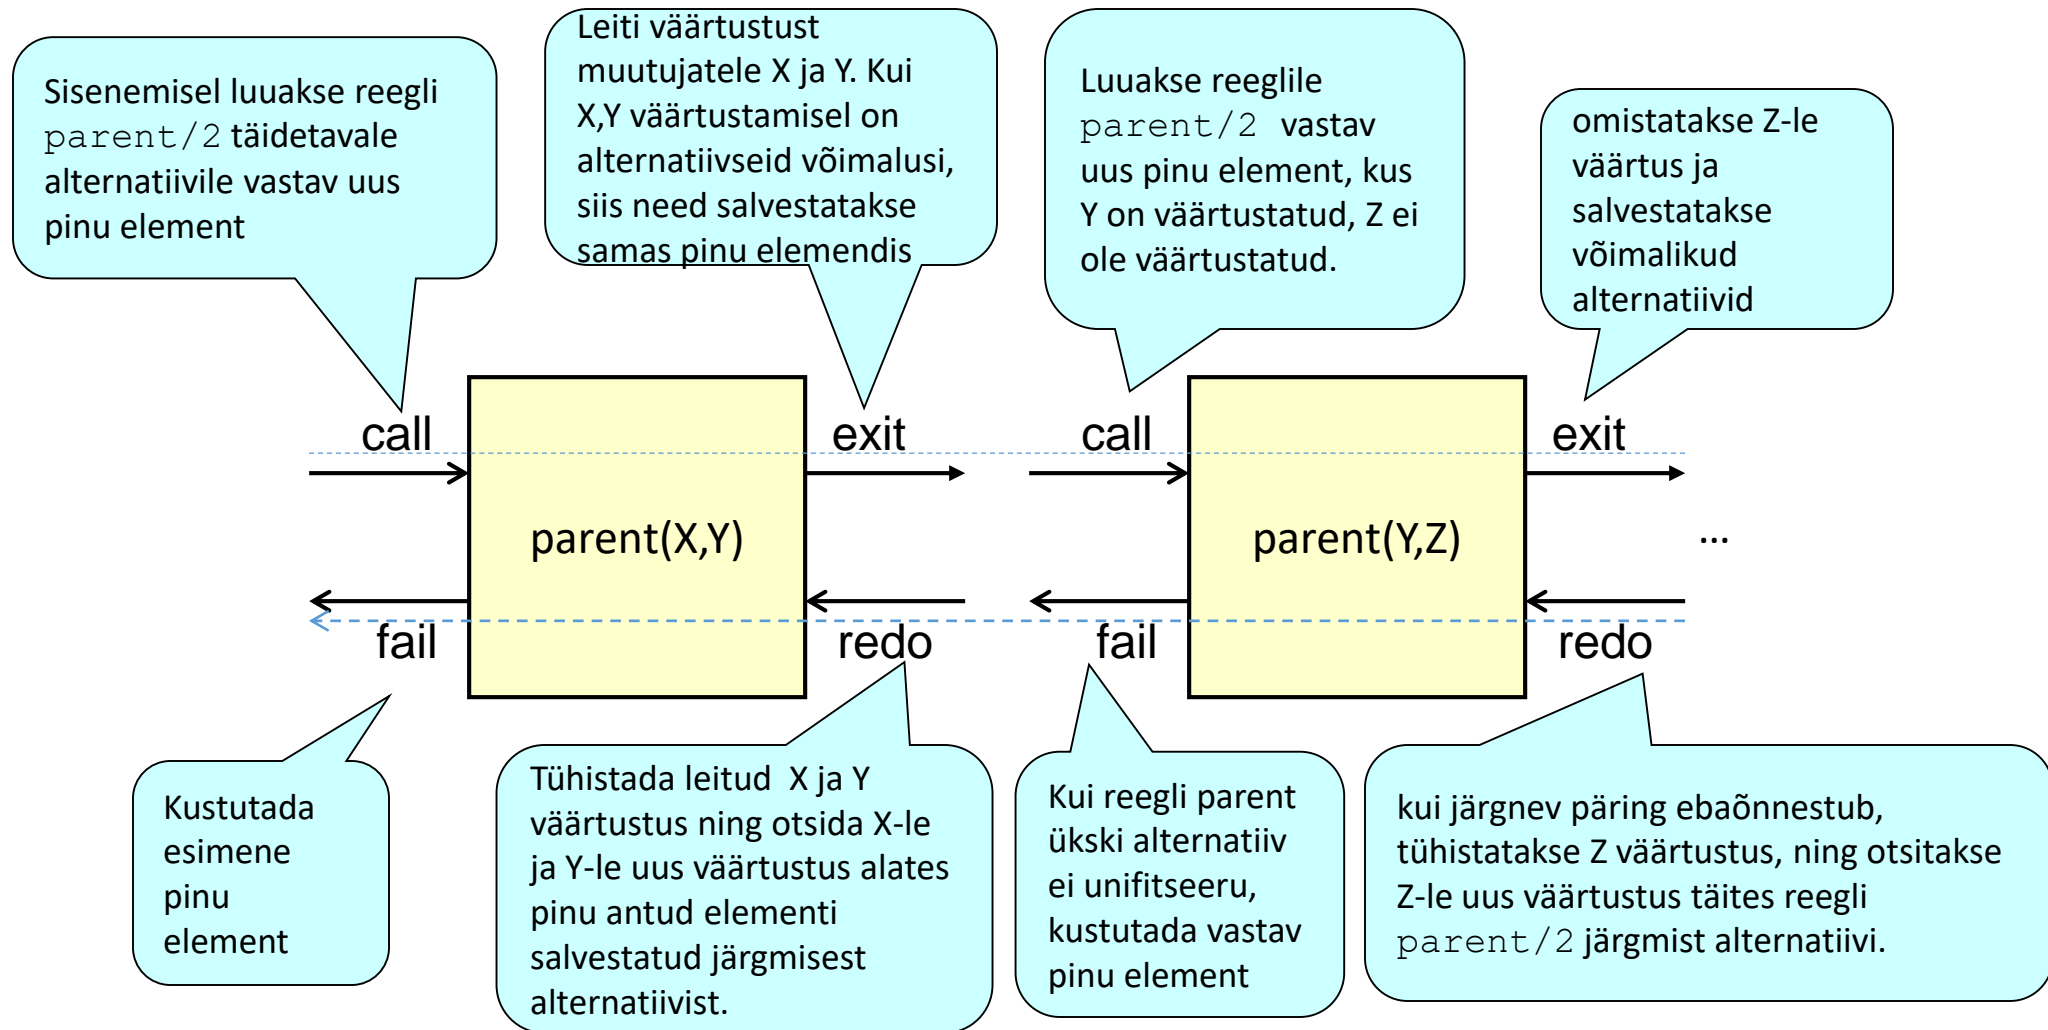 Sisenemisel luuakse reegli
parent/2 täidetavale
alternatiivile vastav uus
pinu element
Leiti väärtustust
muutujatele X ja Y. Kui
X,Y väärtustamisel on
alternatiivseid võimalusi,
siis need salvestatakse
samas pinu elemendis
Luuakse reeglile
parent/2 vastav
uus pinu element, kus
Y on väärtustatud, Z ei
ole väärtustatud.
omistatakse Z-le
väärtus ja
salvestatakse
võimalikud
alternatiivid
call
exit
call
exit
parent(X,Y)
parent(Y,Z)
...
fail
redo
fail
redo
Kustutada
esimene
pinu
element
Tühistada leitud X ja Y
väärtustus ning otsida X-le
ja Y-le uus väärtustus alates
pinu antud elementi
salvestatud järgmisest
alternatiivist.
Kui reegli parent
ükski alternatiiv
ei unifitseeru,
kustutada vastav
pinu element
kui järgnev päring ebaõnnestub,
tühistatakse Z väärtustus, ning otsitakse
Z-le uus väärtustus täites reegli
parent/2 järgmist alternatiivi.